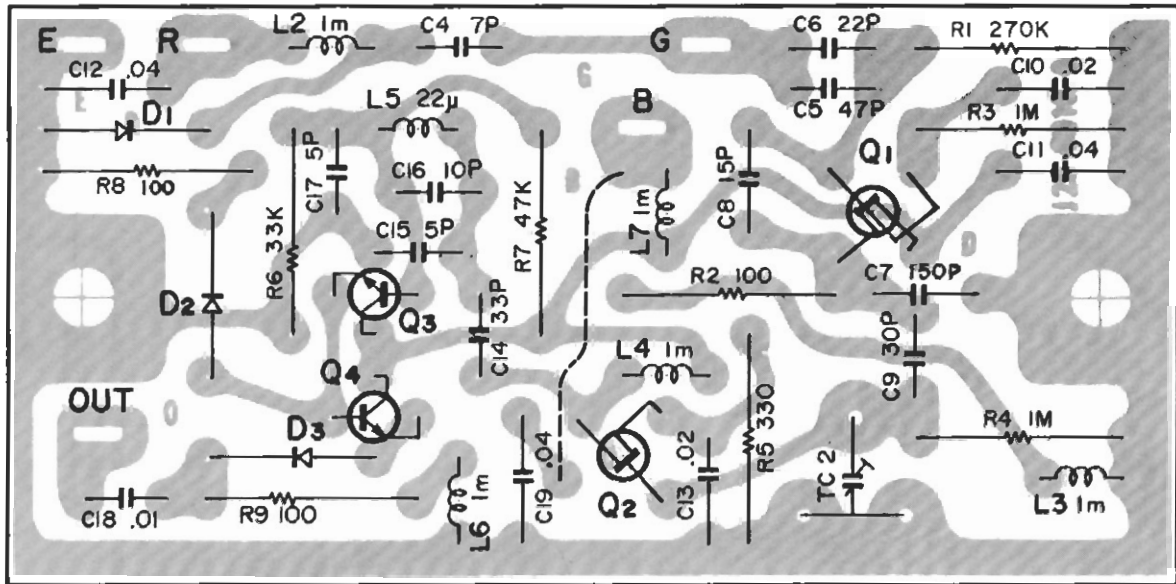 E
R
L2 1m
C4 7P
G
C6 22P
R1 270K
C12 .04
C5 47P
C10 .02
D1
L5 22μ
B
R3 1M
R8 100
C17 5P
C16 10P
C8 15P
Q1
C11 .04
R6 33K
C15 5P
R7 47K
L7 1m
R2 100
C7 150P
D2
Q3
C14 33P
C9 30P
Q4
L4 1m
OUT
D3
C19 .04
Q2
C13 .02
R5 330
TC2
R4 1M
C18 .01
R9 100
L6 1m
L3 1m
E
G
B
D
O